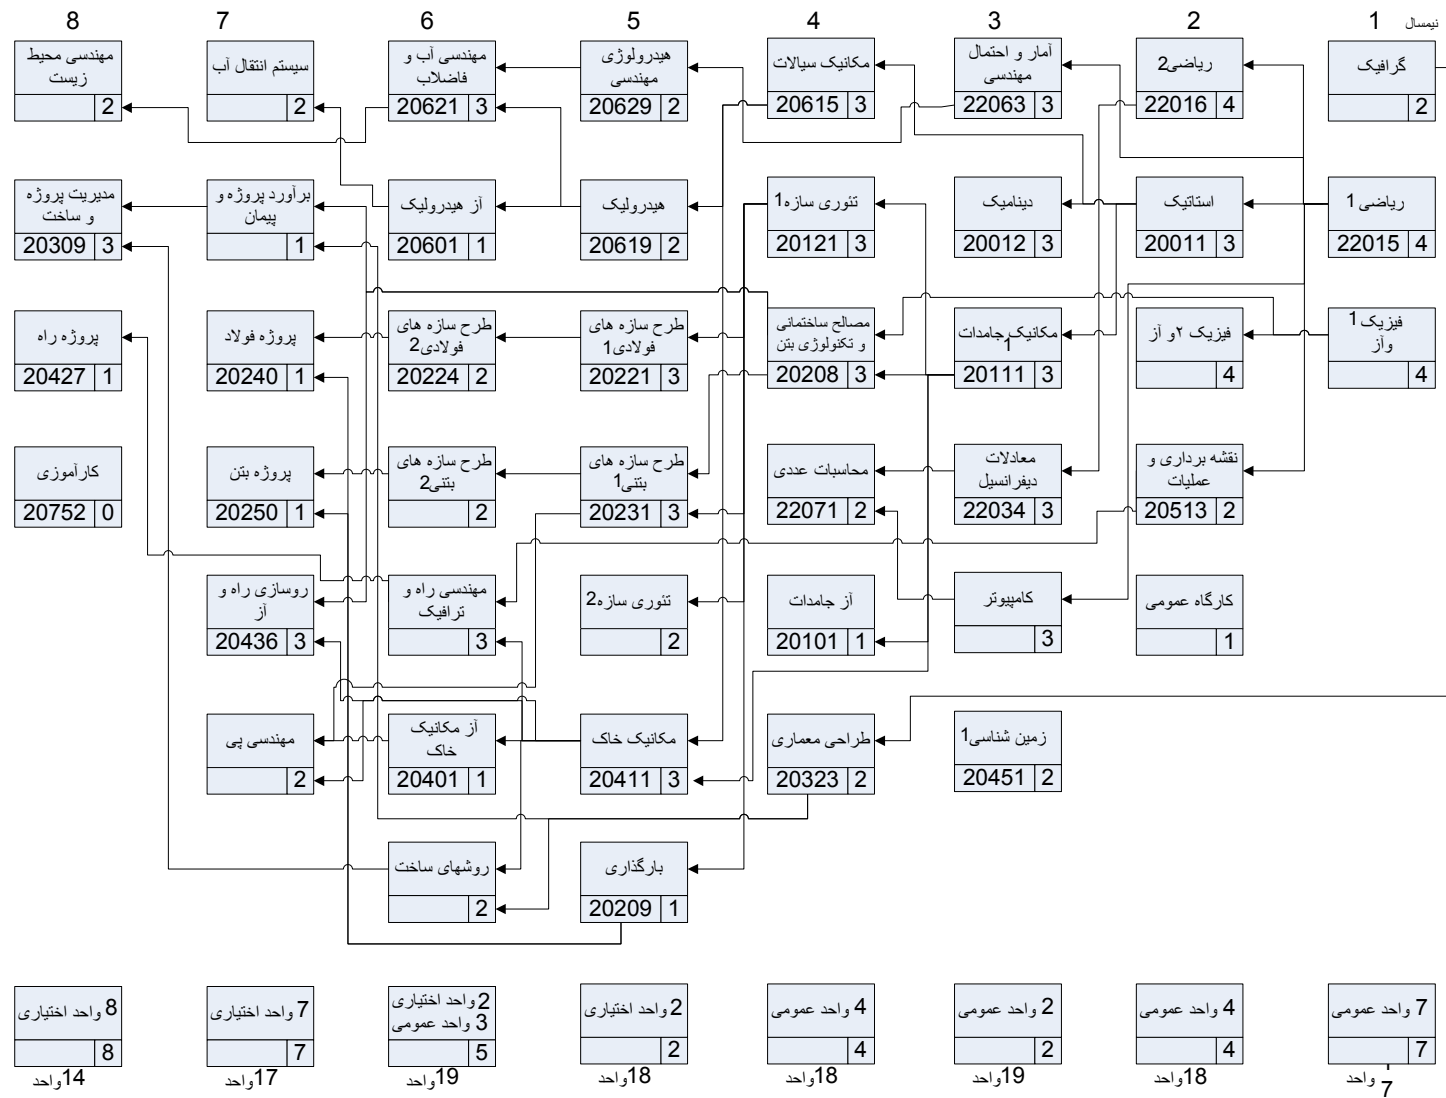 نیمسال
1
2
3
4
5
6
7
8
گرافیک
2
ریاضی2
22016 4
آمار و احتمال
مهندسی
22063 3
مکانیک سیالات
20615 3
هیدرولوژی
مهندسی
20629 2
مهندسی آب و
فاضلاب
20621 3
سیستم انتقال آب
2
مهندسی محیط
زیست
2
ریاضی 1
22015 4
استاتیک
20011 3
دینامیک
20012 3
تئوری سازه1
20121 3
هیدرولیک
20619 2
آز هیدرولیک
20601 1
برآورد پروژه و
پیمان
1
مدیریت پروژه
و ساخت
20309 3
فیزیک 1
وآز
4
فیزیک ۲و آز
4
مکانیک جامدات
1
20111 3
مصالح ساختمانی
و تکنولوژی بتن
20208 3
طرح سازه های
فولادی1
20221 3
طرح سازه های
فولادی2
20224 2
پروژه فولاد
20240 1
پروژه راه
20427 1
نقشه برداری و
عملیات
20513 2
معادلات
دیفرانسیل
22034 3
محاسبات عددی
22071 2
طرح سازه های
بتنی1
20231 3
طرح سازه های
بتنی2
2
پروژه بتن
20250 1
کارآموزی
20752 0
کارگاه عمومی
1
کامپیوتر
3
آز جامدات
20101 1
تئوری سازه2
2
مهندسی راه و
ترافیک
3
روسازی راه و
آز
20436 3
زمین شناسی1
20451 2
طراحی معماری
20323 2
مکانیک خاک
20411 3
آز مکانیک
خاک
20401 1
مهندسی پی
2
بارگذاری
20209 1
روشهای ساخت
2
7 واحد عمومی
7
4 واحد عمومی
4
2 واحد عمومی
2
4 واحد عمومی
4
2 واحد اختیاری
2
2 واحد اختیاری
3 واحد عمومی
5
7 واحد اختیاری
7
8 واحد اختیاری
8
7 واحد
18واحد
19واحد
18واحد
18واحد
19واحد
17واحد
14واحد